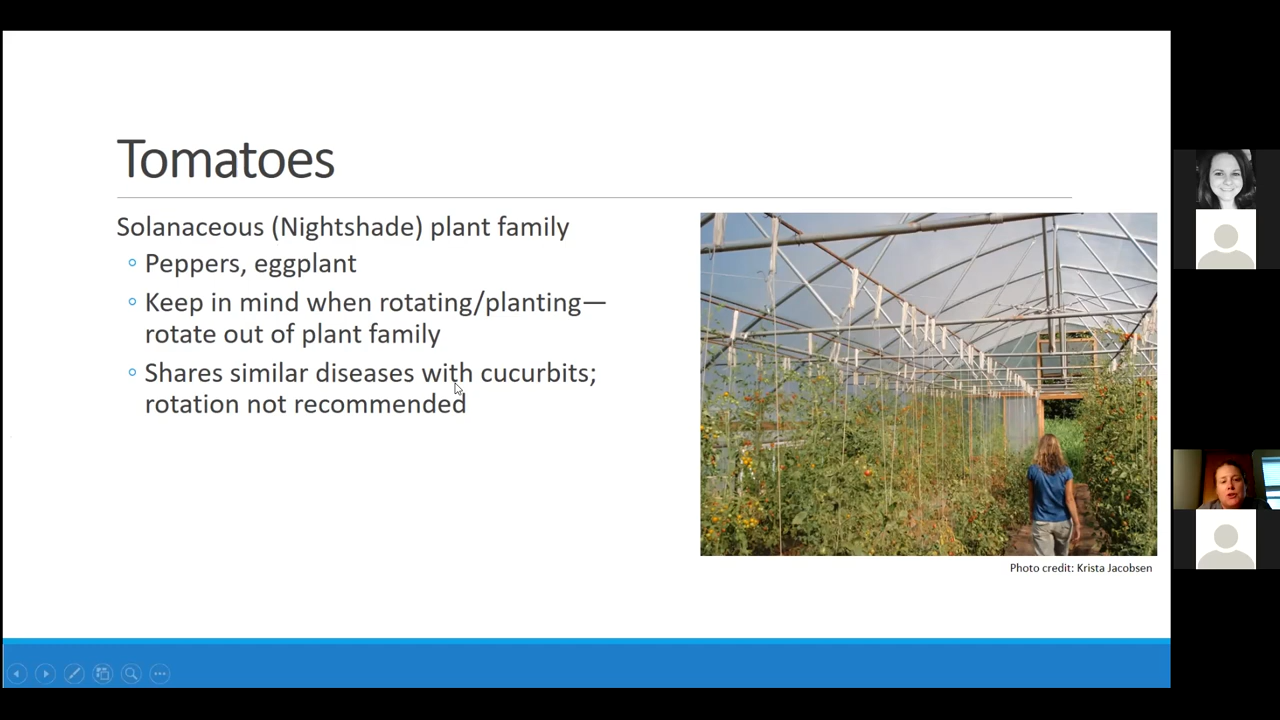 Tomatoes
Solanaceous (Nightshade) plant family
Peppers, eggplant
Keep in mind when rotating/planting—
rotate out of plant family
Shares similar diseases with cucurbits;
rotation not recommended
Photo credit: Krista Jacobsen